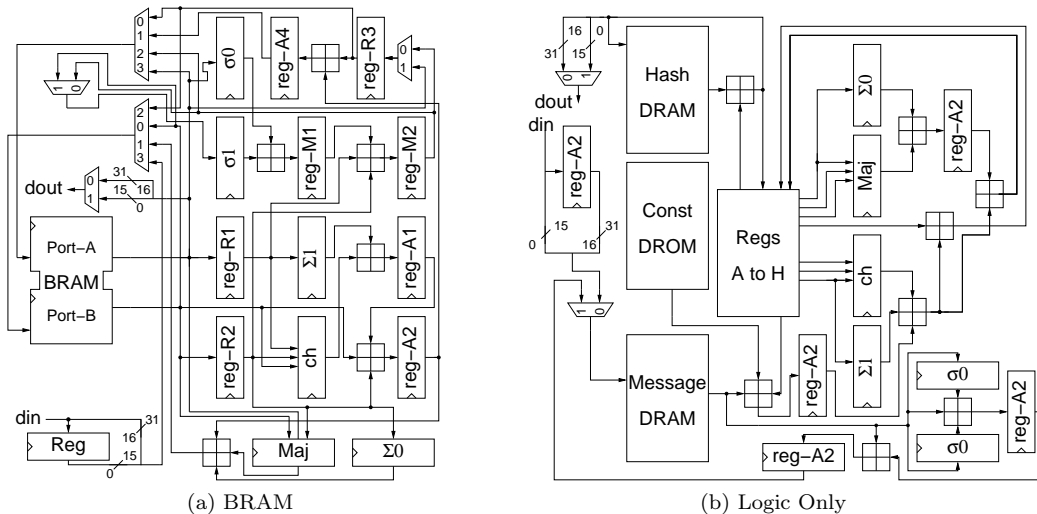 0
1
2
3
σ0
reg-A4
reg-R3
0
1
1
0
2
0
1
3
σ1
reg-M1
reg-M2
dout
0
1
31
16
15
0
Port-A
BRAM
Port-B
reg-R1
Σ1
reg-A1
reg-R2
ch
reg-A2
din
Reg
31
16
15
0
Maj
Σ0
(a) BRAM
16
31
0
15
0
1
dout
din
reg-A2
15
0
31
16
1
0
Hash
DRAM
Const
DROM
Message
DRAM
Regs
A to H
Σ0
reg-A2
Maj
ch
Σ1
reg-A2
σ0
σ0
reg-A2
reg-A2
(b) Logic Only